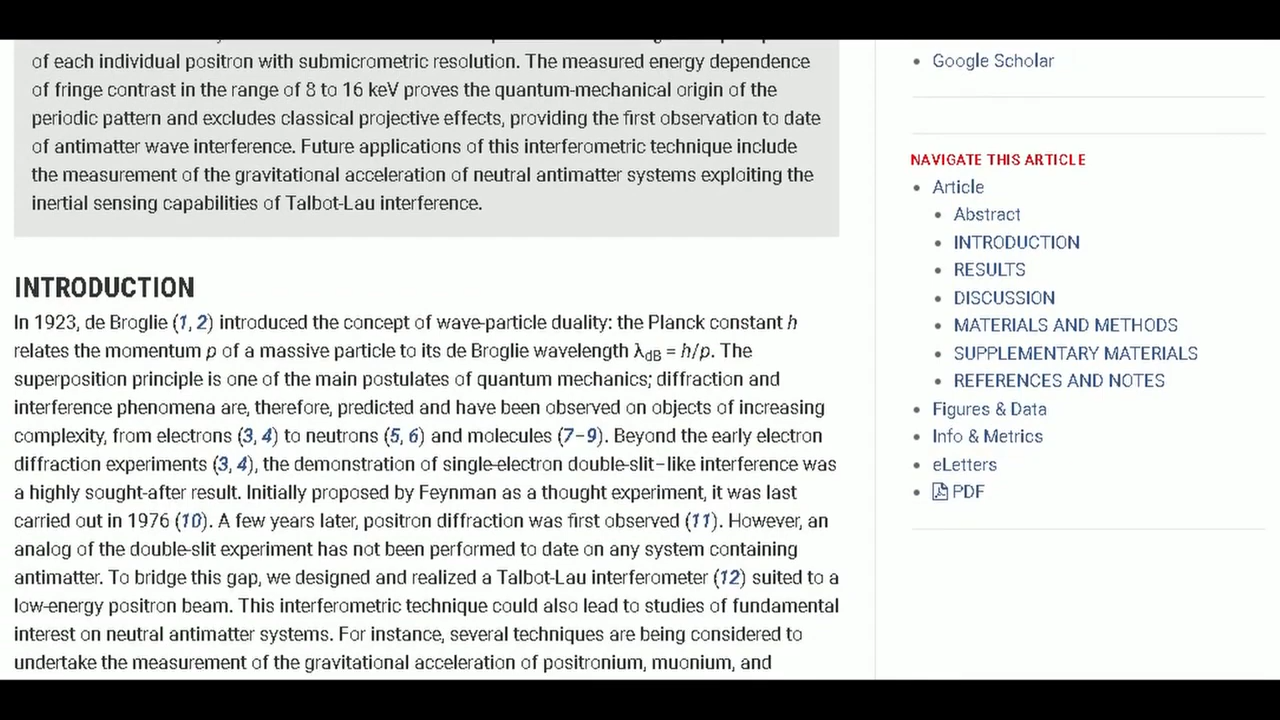 of each individual positron with submicrometric resolution. The measured energy dependence
of fringe contrast in the range of 8 to 16 keV proves the quantum-mechanical origin of the
periodic pattern and excludes classical projective effects, providing the first observation to date
of antimatter wave interference. Future applications of this interferometric technique include
the measurement of the gravitational acceleration of neutral antimatter systems exploiting the
inertial sensing capabilities of Talbot-Lau interference.
INTRODUCTION
In 1923, de Broglie (1, 2) introduced the concept of wave-particle duality: the Planck constant h
relates the momentum p of a massive particle to its de Broglie wavelength λdB = h/p. The
superposition principle is one of the main postulates of quantum mechanics; diffraction and
interference phenomena are, therefore, predicted and have been observed on objects of increasing
complexity, from electrons (3, 4) to neutrons (5, 6) and molecules (7–9). Beyond the early electron
diffraction experiments (3, 4), the demonstration of single-electron double-slit–like interference was
a highly sought-after result. Initially proposed by Feynman as a thought experiment, it was last
carried out in 1976 (10). A few years later, positron diffraction was first observed (11). However, an
analog of the double-slit experiment has not been performed to date on any system containing
antimatter. To bridge this gap, we designed and realized a Talbot-Lau interferometer (12) suited to a
low-energy positron beam. This interferometric technique could also lead to studies of fundamental
interest on neutral antimatter systems. For instance, several techniques are being considered to
undertake the measurement of the gravitational acceleration of positronium, muonium, and
Google Scholar
NAVIGATE THIS ARTICLE
Article
Abstract
INTRODUCTION
RESULTS
DISCUSSION
MATERIALS AND METHODS
SUPPLEMENTARY MATERIALS
REFERENCES AND NOTES
Figures & Data
Info & Metrics
eLetters
PDF